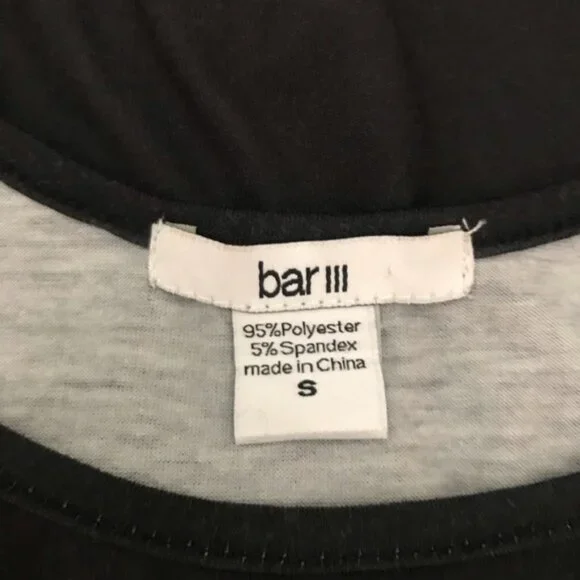 bar III
95%Polyester
5%Spandex
made in China
S